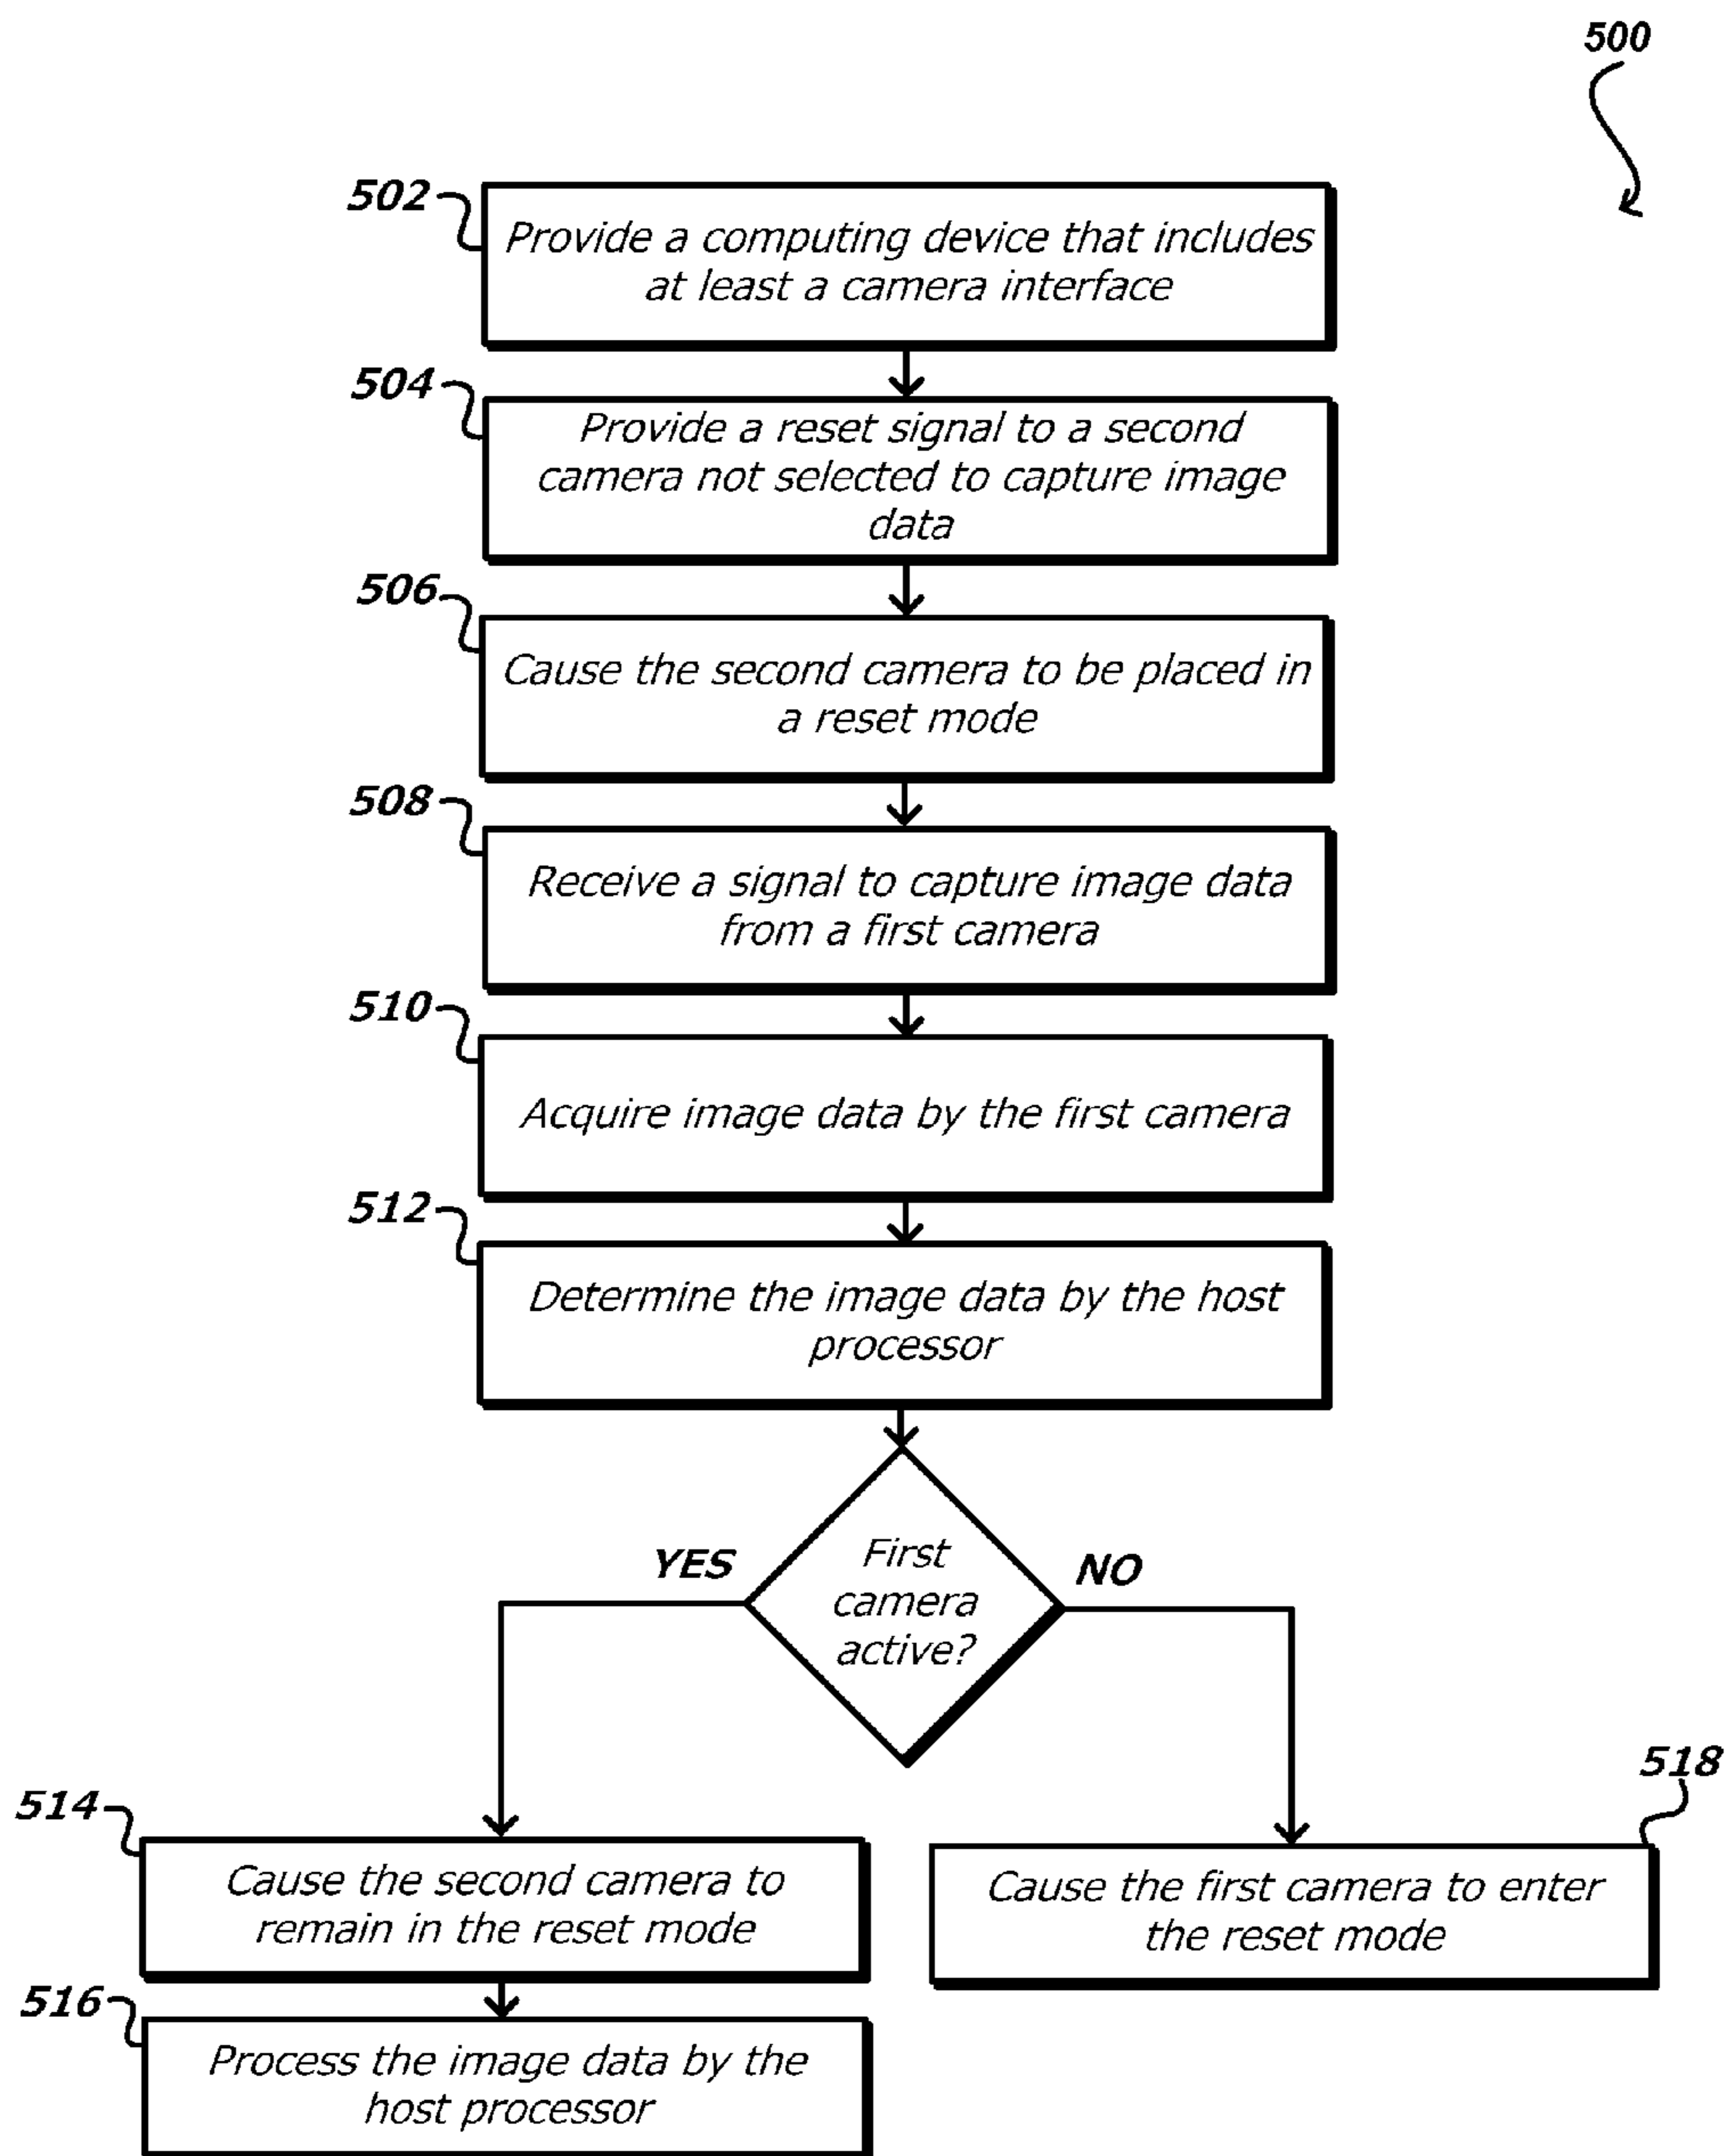 500
502
Provide a computing device that includes
at least a camera interface
504
Provide a reset signal to a second
camera not selected to capture image
data
506
Cause the second camera to be placed in
a reset mode
508
Receive a signal to capture image data
from a first camera
510
Acquire image data by the first camera
512
Determine the image data by the host
processor
First
camera
active?
YES
NO
514
Cause the second camera to
remain in the reset mode
516
Process the image data by the
host processor
518
Cause the first camera to enter
the reset mode